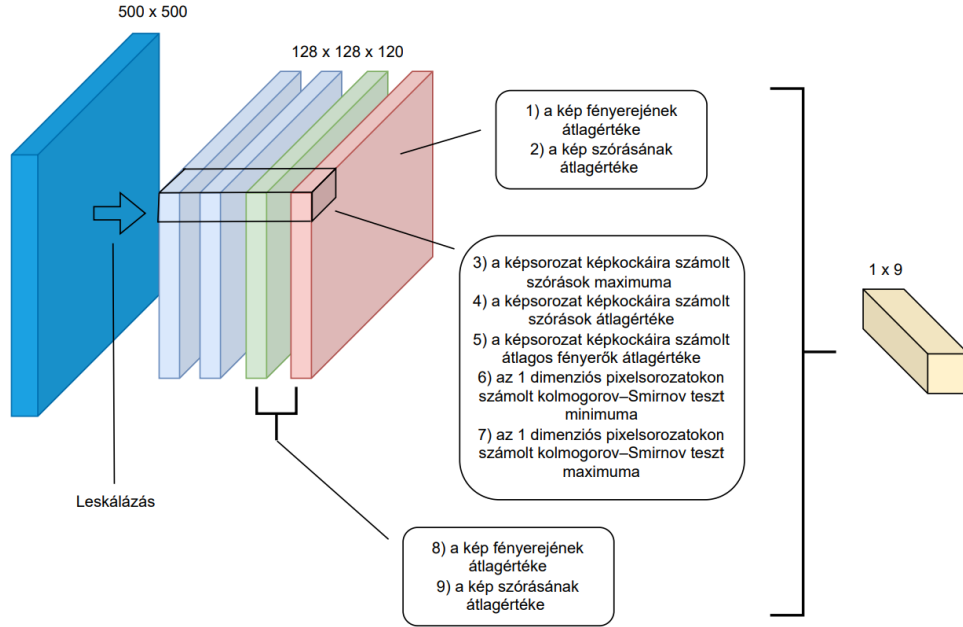 500 x 500
128 x 128 x 120
1) a kép fényerejének
átlagértéke
2) a kép szórásának
átlagértéke
3) a képsorozat képkockáira számolt
szórások maximuma
4) a képsorozat képkockáira számolt
szórások átlagértéke
5) a képsorozat képkockáira számolt
átlagos fényerők átlagértéke
6) az 1 dimenziós pixelsorozatokon
számolt kolmogorov–Smirnov teszt
minimuma
7) az 1 dimenziós pixelsorozatokon
számolt kolmogorov–Smirnov teszt
maximuma
1 x 9
Leskálázás
8) a kép fényerejének
átlagértéke
9) a kép szórásának
átlagértéke